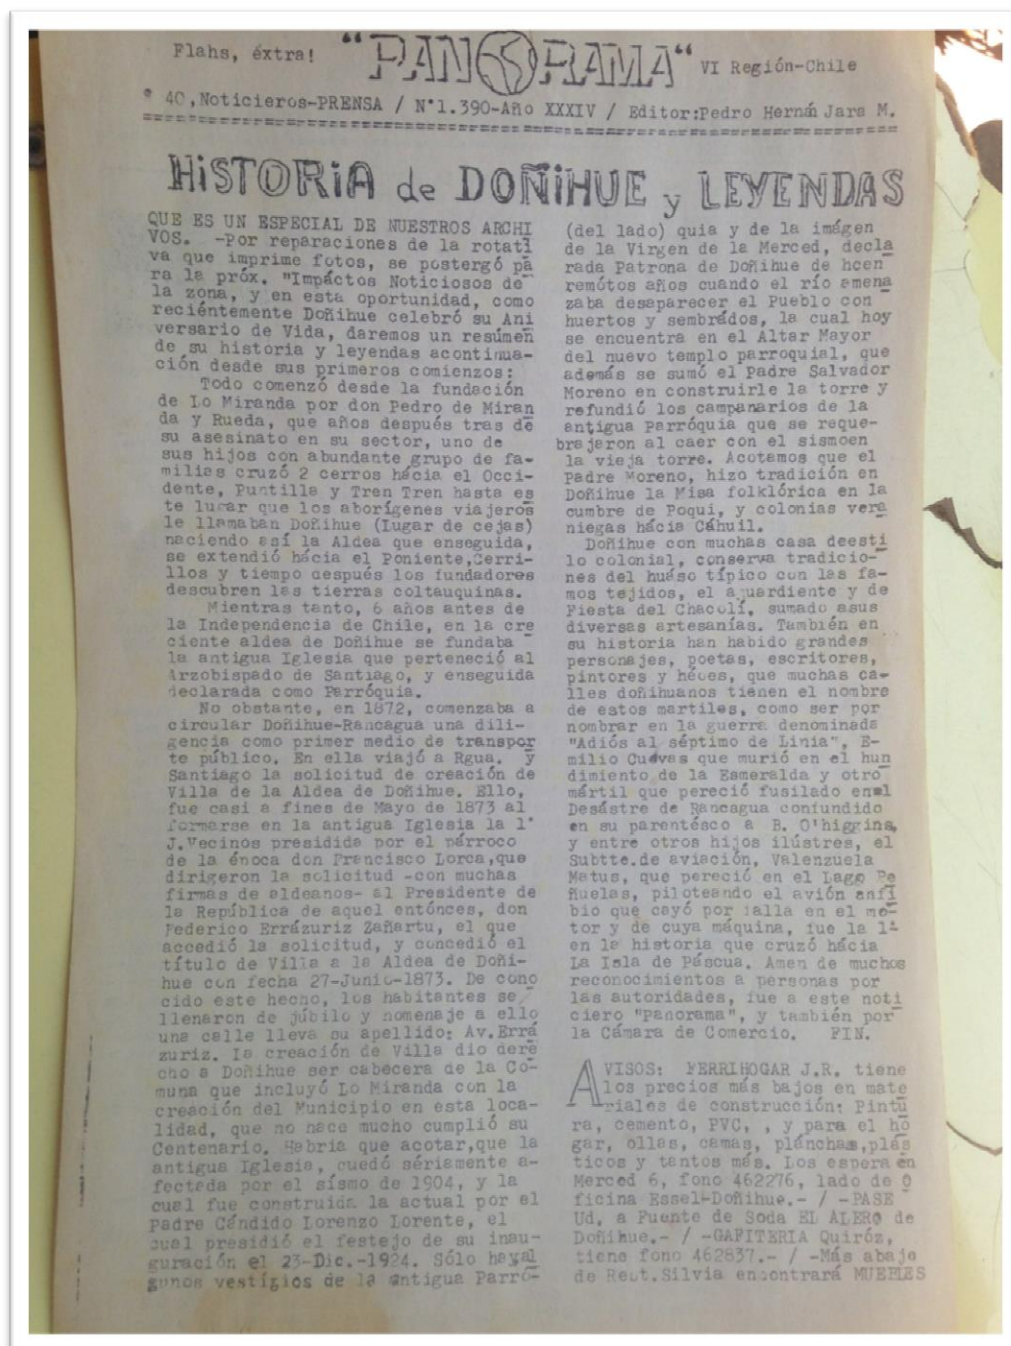 Flahs, éxtra!
"PANORAMA"
VI Región-Chile
° 40,Noticieros-PRENSA / N°1.390-Año XXXIV / Editor:Pedro Hernán Jara M.
HiSTORiA de DOÑiHUE y LEYENDAS
QUE ES UN ESPECIAL DE NUESTROS ARCHI
VOS. -Por reparaciones de la rotati
va que imprime fotos, se postergó pa
ra la próx. "Impáctos Noticiosos de
la zona, y en esta oportunidad, como
reciéntemente Doñihue celebró su Ani
versario de Vida, daremos un resúmen
de su história y leyendas acontinua-
ción desde sus primeros comienzos:
Todo comenzó desde la fundación
de Lo Miranda por don Pedro de Miran
da y Rueda, que años después tras de
su asesinato en su sector, uno de
sus hijos con abundante grupo de fa-
milias cruzó 2 cerros hácia el Occi-
dente, Puntilla y Tren Tren hasta es
te lugar que los aborígenes viajeros
le llamaban Doñihue (Lugar de cejas)
naciendo así la Aldea que enseguida,
se extendió hácia el Poniente,Cerri-
llos y tiempo después los fundadores
descubren las tierras coltauquinas.
Mientras tanto, 6 años antes de
la Independencia de Chile, en la cre
ciente aldea de Doñihue se fundaba
la antigua Iglesia que perteneció al
Arzobispado de Santiago, y enseguida
declarada como Parróquia.
No obstante, en 1872, comenzaba a
circular Doñihue-Rancagua una dili-
gencia como primer medio de transpor
te público. En ella viajó a Rgua. y
Santiago la solicitud de creación de
Villa de la Aldea de Doñihue. Ello,
fue casi a fines de Mayo de 1873 al
formarse en la antigua Iglesia la 1°
J.Vecinos presidida por el párroco
de la época don Francisco Lorca,que
dirigeron la solicitud -con muchas
firmas de aldeanos- al Presidente de
la República de aquel entónces, don
Federico Errázuriz Zañartu, el que
accedió la solicitud, y concedió el
título de Villa a la Aldea de Doñi-
hue con fecha 27-Junio-1873. De cono
cido este hecho, los habitantes se
llenaron de júbilo y nomenaje a ello
una calle lleva su apellido: Av.Errá
zuriz. La creación de Villa dio dere
cho a Doñihue ser cabecera de la Co-
muna que incluyó Lo Miranda con la
creación del Municipio en esta loca-
lidad, que no hace mucho cumplió su
Centenario. Habria que acotar,que la
antigua Iglesia, quedó sériamente a-
fectada por el sísmo de 1904, y la
cual fue construida la actual por el
Padre Cándido Lorenzo Lorente, el
cual presidió el festejo de su inau-
guración el 23-Dic.-1924. Sólo hayal
gunos vestígios de la antigua Parró-
(del lado) quia y de la imágen
de la Virgen de la Merced, decla
rada Patrona de Doñihue de hcen
remótos años cuando el río amena
zaba desaparecer el Pueblo con
huertos y sembrádos, la cual hoy
se encuentra en el Altar Mayor
del nuevo templo parroquial, que
además se sumó el Padre Salvador
Moreno en construirle la torre y
refundió los campanarios de la
antigua Parróquia que se reque-
brajeron al caer con el sismoen
la vieja torre. Acotamos que el
Padre Moreno, hizo tradición en
Doñihue la Misa folklórica en la
cumbre de Poqui, y colonias vera
niegas hácia Cáhuil.
Doñihue con muchas casa deesti
lo colonial, conserva tradicio-
nes del huáso típico con las fa-
mos tejidos, el aguardiente y de
Fiesta del Chacolí, sumado asus
diversas artesanías. También en
su historia han habido grandes
personajes, poetas, escritores,
pintores y héoes, que muchas ca-
lles doñihuanos tienen el nombre
de estos martiles, como ser por
nombrar en la guerra denominada
"Adiós al séptimo de Linia", E-
milio Cuévas que murió en el hun
dimiento de la Esmeralda y otro
mártil que pereció fusilado enel
Desástre de Rancagua confundido
en su parentésco a B. O'higgins,
y entre otros hijos ilústres, el
Subtte.de aviación, Valenzuela
Matus, que pereció en el Lago Pe
ñuelas, piloteando el avión anfi
bio que cayó por falla en el mo-
tor y de cuya máquina, fue la 1ª
en la história que cruzó hácia
La Isla de Páscua. Amen de muchos
reconocimientos a personas por
las autoridades, fue a este noti
ciero "Panorama", y también por
la Cámara de Comercio. FIN.
AVISOS: FERRIHOGAR J.R. tiene
los precios más bajos en mate
riales de construcción: Pintu
ra, cemento, PVC, , y para el ho
gar, ollas, camas, plánchas,plás
ticos y tantos más. Los espera en
Merced 6, fono 462276, lado de O
ficina Essel-Doñihue.- / -PASE
Ud. a Fuente de Soda EL ALERO de
Doñihue.- / -GAFITERIA Quiróz,
tiene fono 462837.- / -Más abajo
de Rest.Silvia encontrará MUEBLES